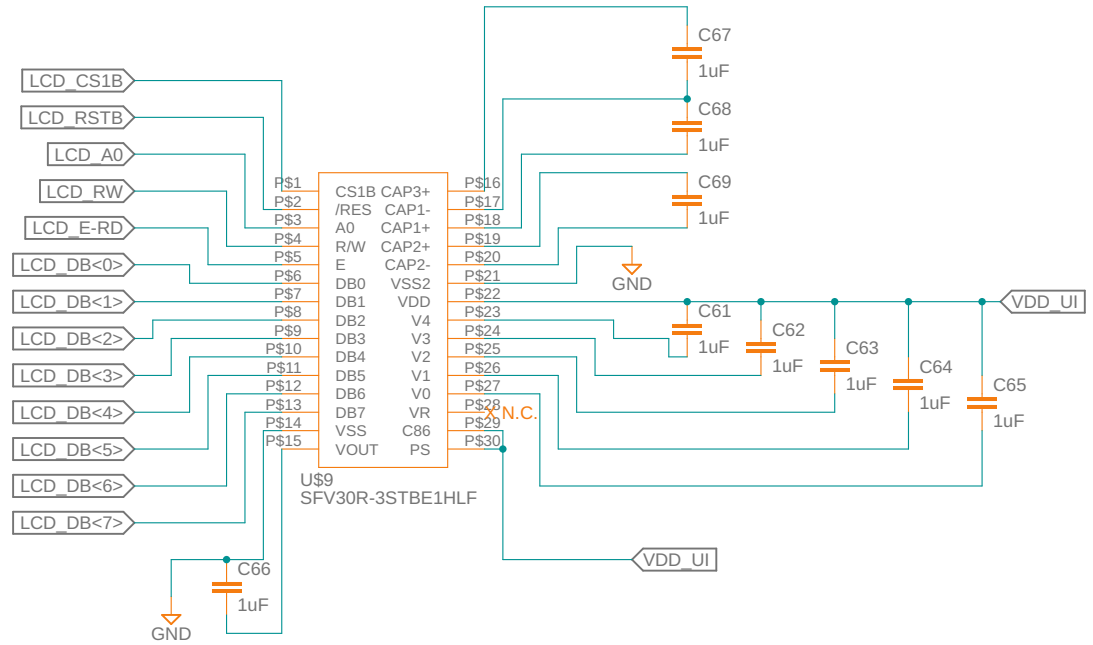 C67
1uF
LCD_CS1B
C68
LCD_RSTB
1uF
LCD_A0
P$1
CS1B CAP3+
P$16
C69
LCD_RW
P$2
/RES CAP1-
P$17
1uF
P$3
A0 CAP1+
P$18
LCD_E-RD
P$4
R/W CAP2+
P$19
P$5
E CAP2-
P$20
LCD_DB<0>
P$6
DB0 VSS2
P$21
GND
P$7
DB1 VDD
P$22
LCD_DB<1>
VDD_UI
P$8
DB2 V4
P$23
C61
1uF
LCD_DB<2>
P$9
DB3 V3
P$24
C62
1uF
P$10
DB4 V2
P$25
C63
1uF
LCD_DB<3>
P$11
DB5 V1
P$26
C64
1uF
P$12
DB6 V0
P$27
C65
1uF
LCD_DB<4>
P$13
DB7 VR
P$28
X N.C.
P$14
VSS C86
P$29
LCD_DB<5>
P$15
VOUT PS
P$30
LCD_DB<6>
U$9
SFV30R-3STBE1HLF
LCD_DB<7>
VDD_UI
C66
1uF
GND